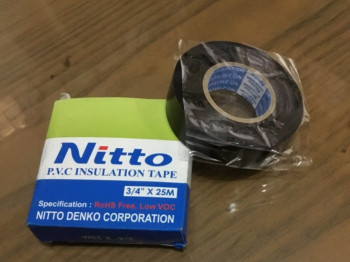 Nitto
P.V.C INSULATION TAPE
3/4" X 25M
Specification : RoHS Free, Low VOC
NITTO DENKO CORPORATION